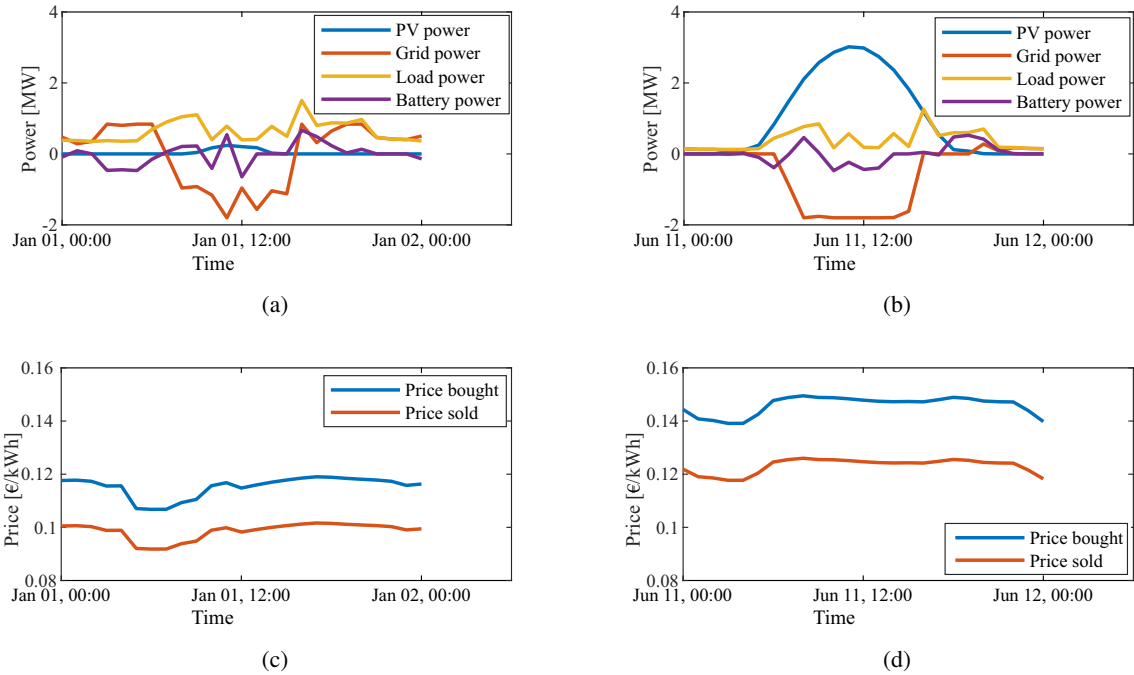 4
2
0
-2
Power [MW]
PV power
Grid power
Load power
Battery power
Jan 01, 00:00
Jan 01, 12:00
Jan 02, 00:00
Time
(a)
4
2
0
-2
Power [MW]
PV power
Grid power
Load power
Battery power
Jun 11, 00:00
Jun 11, 12:00
Jun 12, 00:00
Time
(b)
0.16
0.14
0.12
0.1
0.08
Price [€/kWh]
Price bought
Price sold
Jan 01, 00:00
Jan 01, 12:00
Jan 02, 00:00
Time
(c)
0.16
0.14
0.12
0.1
0.08
Price [€/kWh]
Price bought
Price sold
Jun 11, 00:00
Jun 11, 12:00
Jun 12, 00:00
Time
(d)